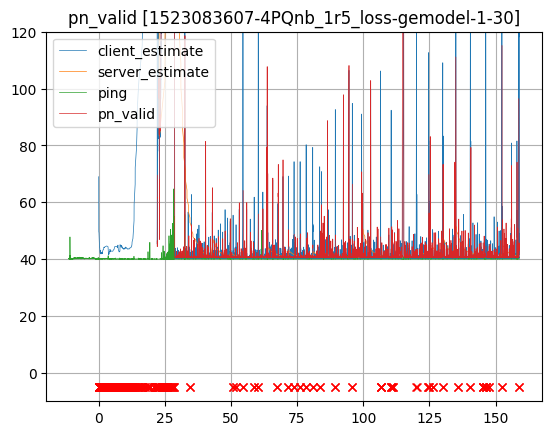 pn_valid [1523083607-4PQnb_1r5_loss-gemodel-1-30]
client_estimate
server_estimate
ping
pn_valid
120
100
80
60
40
20
0
0 25 50 75 100 125 150